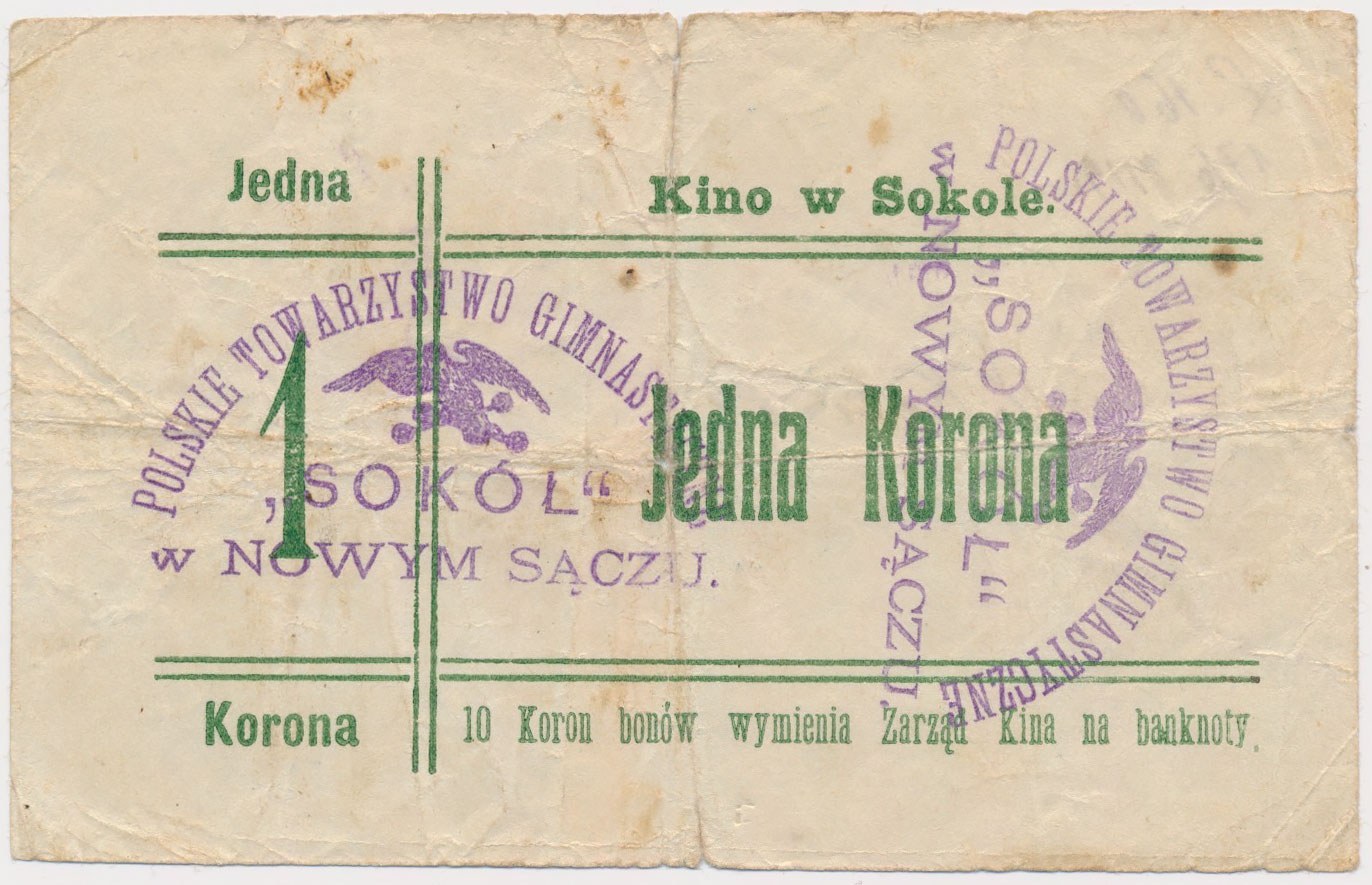 Jedna
Kino w Sokole.
1
Jedna Korona
Korona
10 Koron bonów wymienia Zarząd Kina na banknoty.
POLSKIE TOWARZYSTWO GIMNASTYCZNE
„SOKÓŁ“
w NOWYM SĄCZU.
POLSKIE TOWARZYSTWO GIMNASTYCZNE
„SOKÓŁ“
w NOWYM SĄCZU.